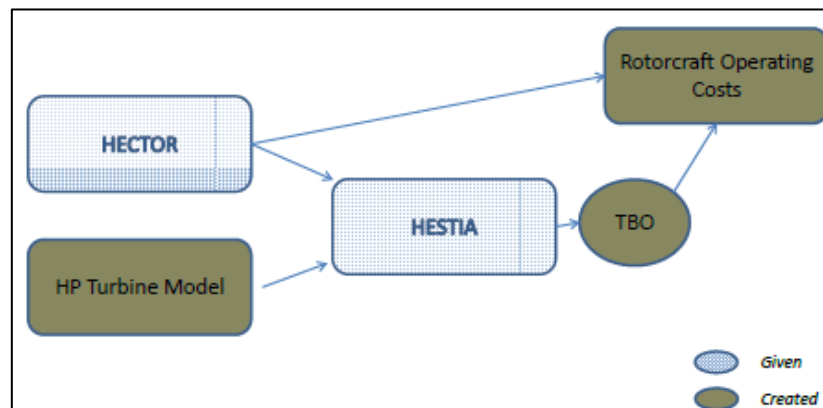 Rotorcraft Operating
Costs
HECTOR
HESTIA
TBO
HP Turbine Model
Given
Created